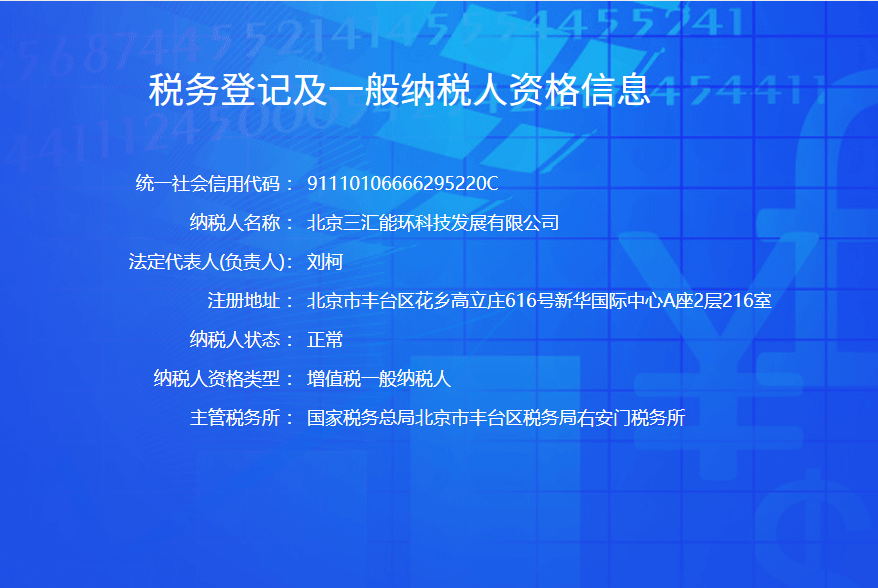 税务登记及一般纳税人资格信息
统一社会信用代码: 91110106666295220C
纳税人名称: 北京三汇能环科技发展有限公司
法定代表人(负责人): 刘柯
注册地址: 北京市丰台区花乡高立庄616号新华国际中心A座2层216室
纳税人状态: 正常
纳税人资格类型: 增值税一般纳税人
主管税务所: 国家税务总局北京市丰台区税务局右安门税务所